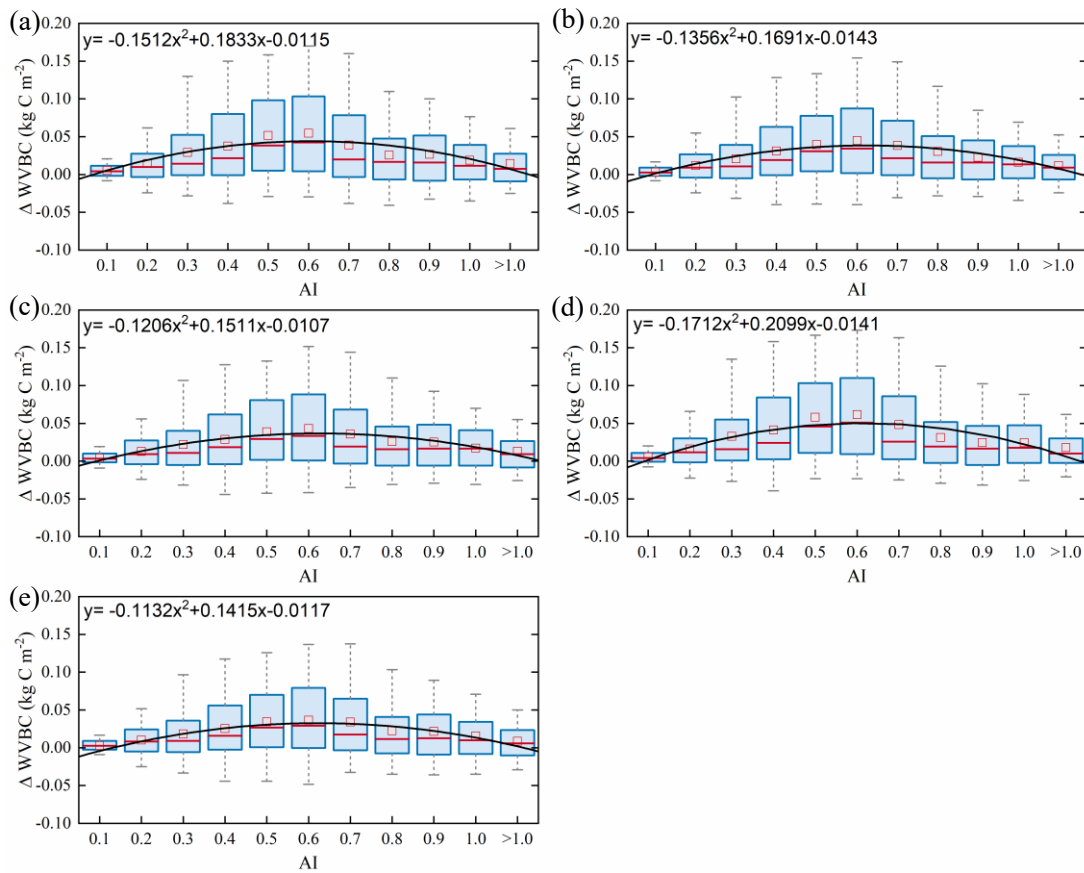 (a)
y= -0.1512x²+0.1833x-0.0115
0.20
0.15
0.10
0.05
0.00
-0.05
-0.10
Δ WVBC (kg C m⁻²)
0.1 0.2 0.3 0.4 0.5 0.6 0.7 0.8 0.9 1.0 >1.0
AI
(b)
y= -0.1356x²+0.1691x-0.0143
0.20
0.15
0.10
0.05
0.00
-0.05
-0.10
Δ WVBC (kg C m⁻²)
0.1 0.2 0.3 0.4 0.5 0.6 0.7 0.8 0.9 1.0 >1.0
AI
(c)
y= -0.1206x²+0.1511x-0.0107
0.20
0.15
0.10
0.05
0.00
-0.05
-0.10
Δ WVBC (kg C m⁻²)
0.1 0.2 0.3 0.4 0.5 0.6 0.7 0.8 0.9 1.0 >1.0
AI
(d)
y= -0.1712x²+0.2099x-0.0141
0.20
0.15
0.10
0.05
0.00
-0.05
-0.10
Δ WVBC (kg C m⁻²)
0.1 0.2 0.3 0.4 0.5 0.6 0.7 0.8 0.9 1.0 >1.0
AI
(e)
y= -0.1132x²+0.1415x-0.0117
0.20
0.15
0.10
0.05
0.00
-0.05
-0.10
Δ WVBC (kg C m⁻²)
0.1 0.2 0.3 0.4 0.5 0.6 0.7 0.8 0.9 1.0 >1.0
AI